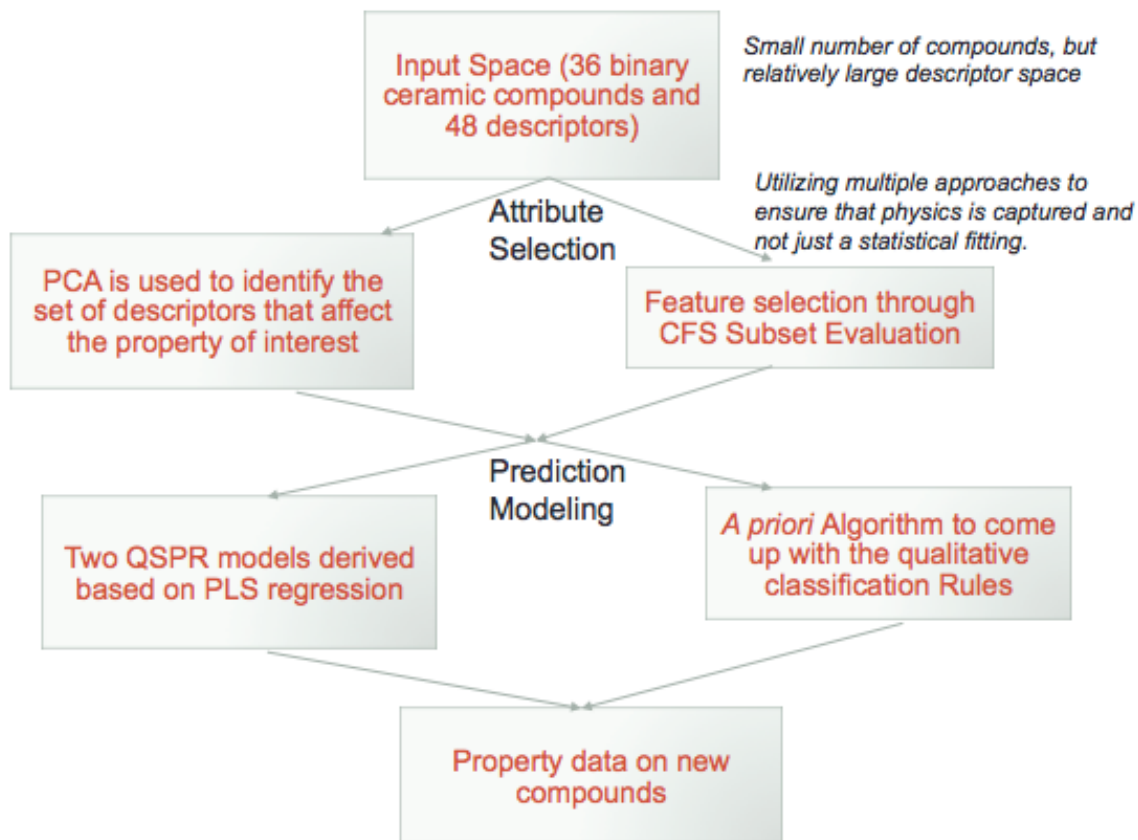 Input Space (36 binary
ceramic compounds and
48 descriptors)
Small number of compounds, but
relatively large descriptor space
Attribute
Selection
Utilizing multiple approaches to
ensure that physics is captured and
not just a statistical fitting.
PCA is used to identify the
set of descriptors that affect
the property of interest
Feature selection through
CFS Subset Evaluation
Prediction
Modeling
Two QSPR models derived
based on PLS regression
A priori Algorithm to come
up with the qualitative
classification Rules
Property data on new
compounds